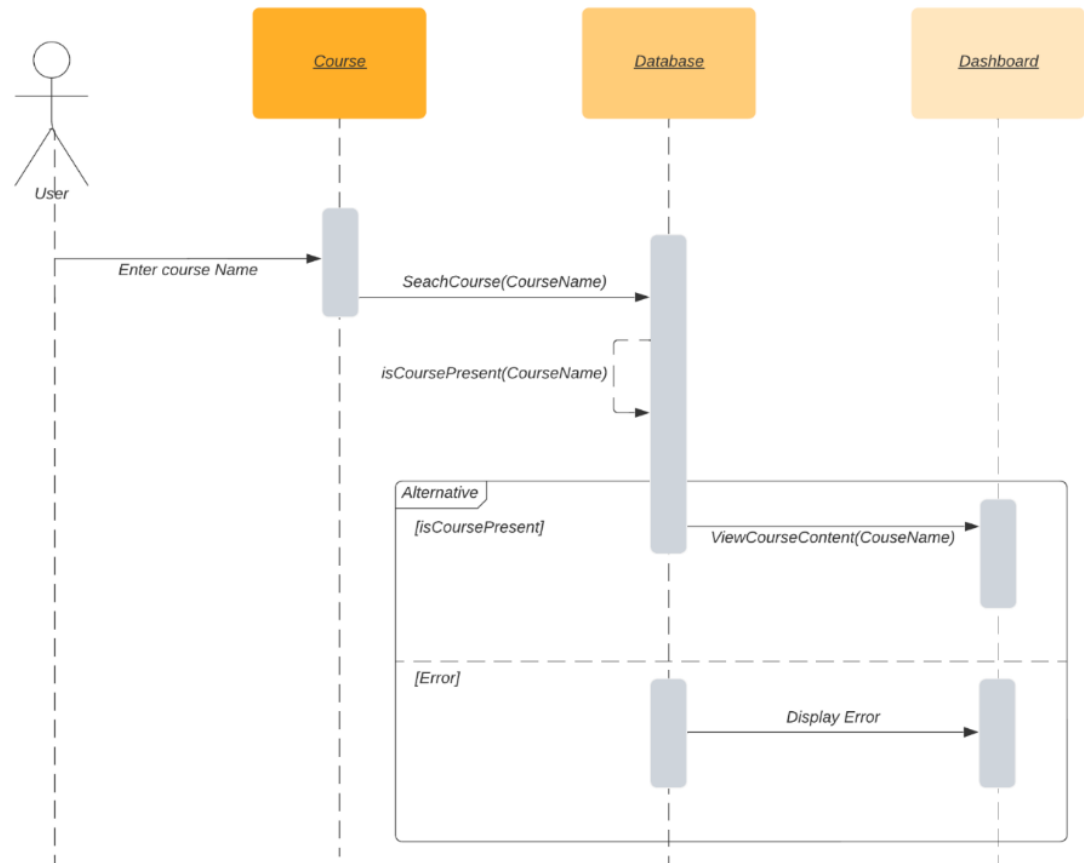 Course
Database
Dashboard
User
Enter course Name
SeachCourse(CourseName)
isCoursePresent(CourseName)
Alternative
[isCoursePresent]
ViewCourseContent(CouseName)
[Error]
Display Error